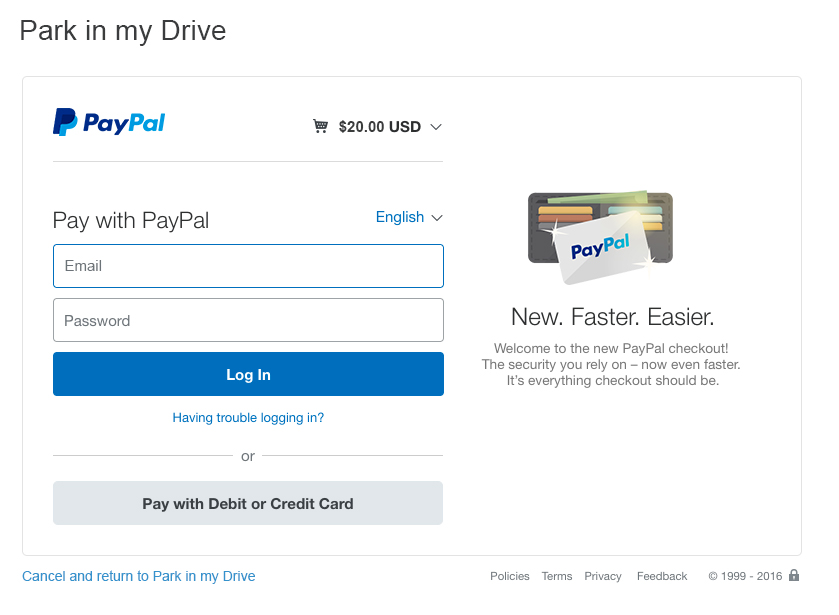 Park in my Drive
PayPal
$20.00 USD
Pay with PayPal
English
Email
Password
Log In
Having trouble logging in?
or
Pay with Debit or Credit Card
PayPal
New. Faster. Easier.
Welcome to the new PayPal checkout!
The security you rely on – now even faster.
It's everything checkout should be.
Cancel and return to Park in my Drive
Policies Terms Privacy Feedback © 1999 - 2016